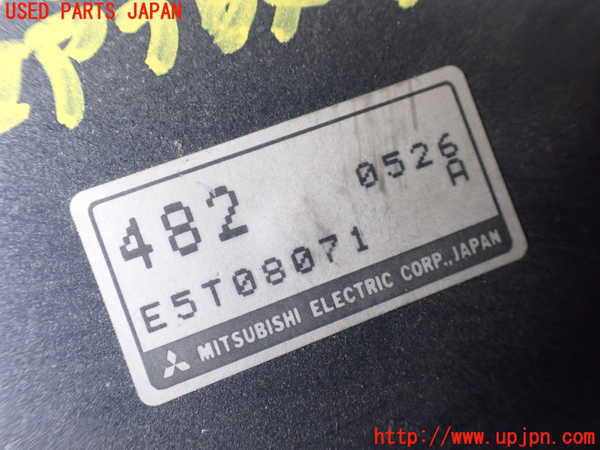 USED PARTS JAPAN
482 0526
A
E5T08071
MITSUBISHI ELECTRIC CORP., JAPAN
http://www.upjpn.com